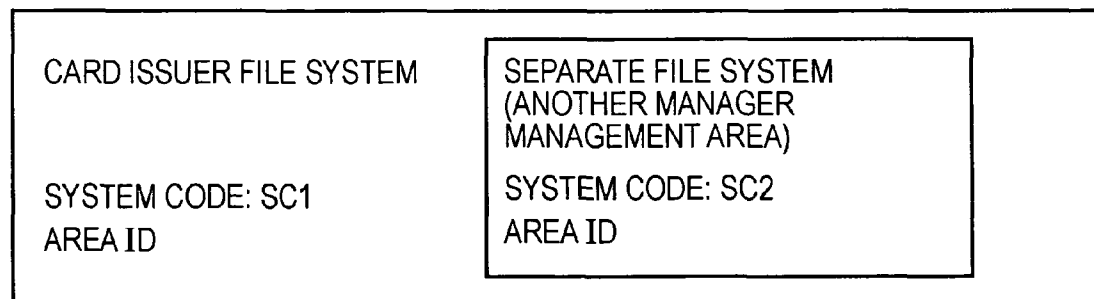 CARD ISSUER FILE SYSTEM
SYSTEM CODE: SC1
AREA ID
SEPARATE FILE SYSTEM
(ANOTHER MANAGER
MANAGEMENT AREA)
SYSTEM CODE: SC2
AREA ID